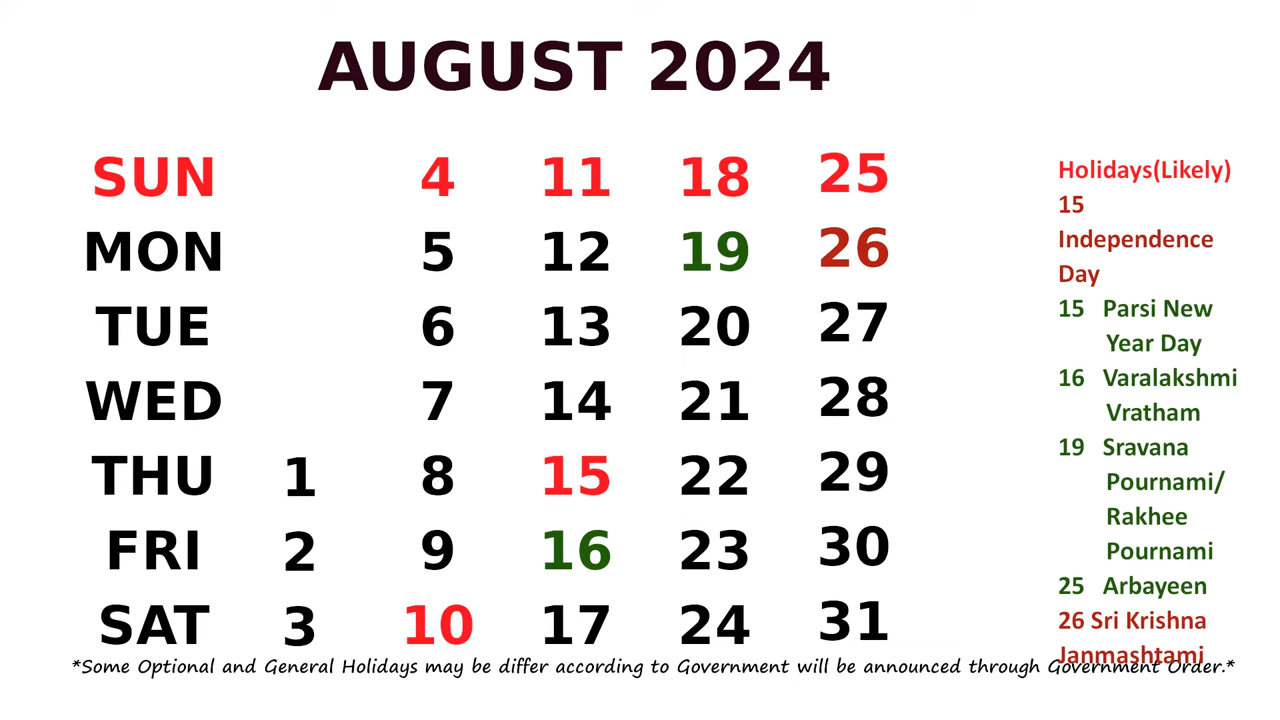 AUGUST 2024
SUN 4 11 18 25
MON 5 12 19 26
TUE 6 13 20 27
WED 7 14 21 28
THU 1 8 15 22 29
FRI 2 9 16 23 30
SAT 3 10 17 24 31
Holidays(Likely)
15
Independence
Day
15 Parsi New
Year Day
16 Varalakshmi
Vratham
19 Sravana
Pournami/
Rakhee
Pournami
25 Arbayeen
26 Sri Krishna
Janmashtami
*Some Optional and General Holidays may be differ according to Government will be announced through Government Order.*